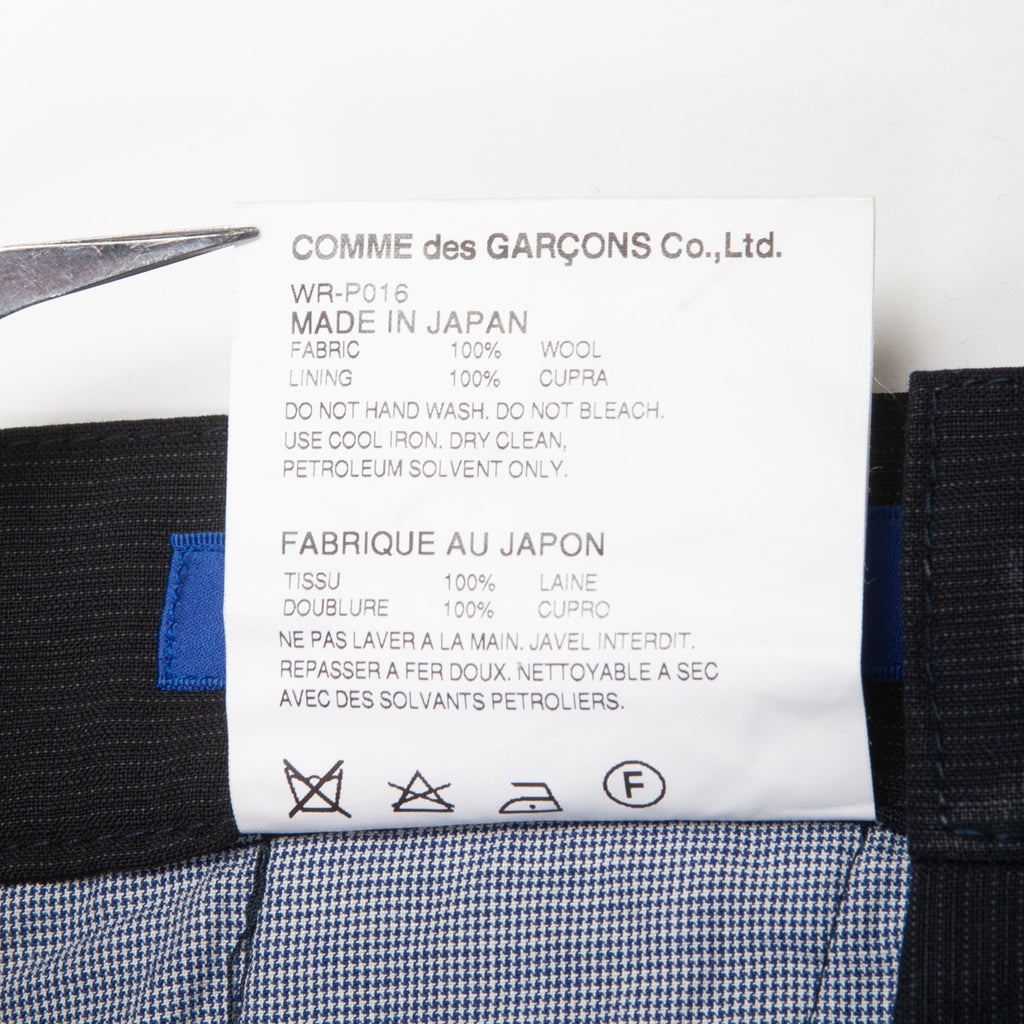 COMME des GARÇONS Co.,Ltd.
WR-P016
MADE IN JAPAN
FABRIC 100% WOOL
LINING 100% CUPRA
DO NOT HAND WASH. DO NOT BLEACH.
USE COOL IRON. DRY CLEAN,
PETROLEUM SOLVENT ONLY.
FABRIQUE AU JAPON
TISSU 100% LAINE
DOUBLURE 100% CUPRO
NE PAS LAVER A LA MAIN. JAVEL INTERDIT.
REPASSER A FER DOUX. NETTOYABLE A SEC
AVEC DES SOLVANTS PETROLIERS.
F